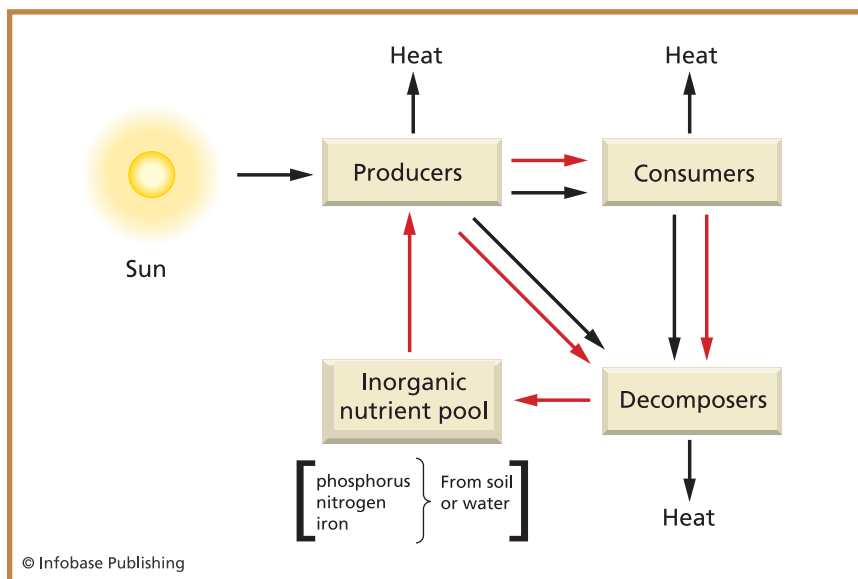 Heat
Heat
Producers
Consumers
Sun
Inorganic
nutrient pool
Decomposers
phosphorus
nitrogen
iron
From soil
or water
Heat
© Infobase Publishing